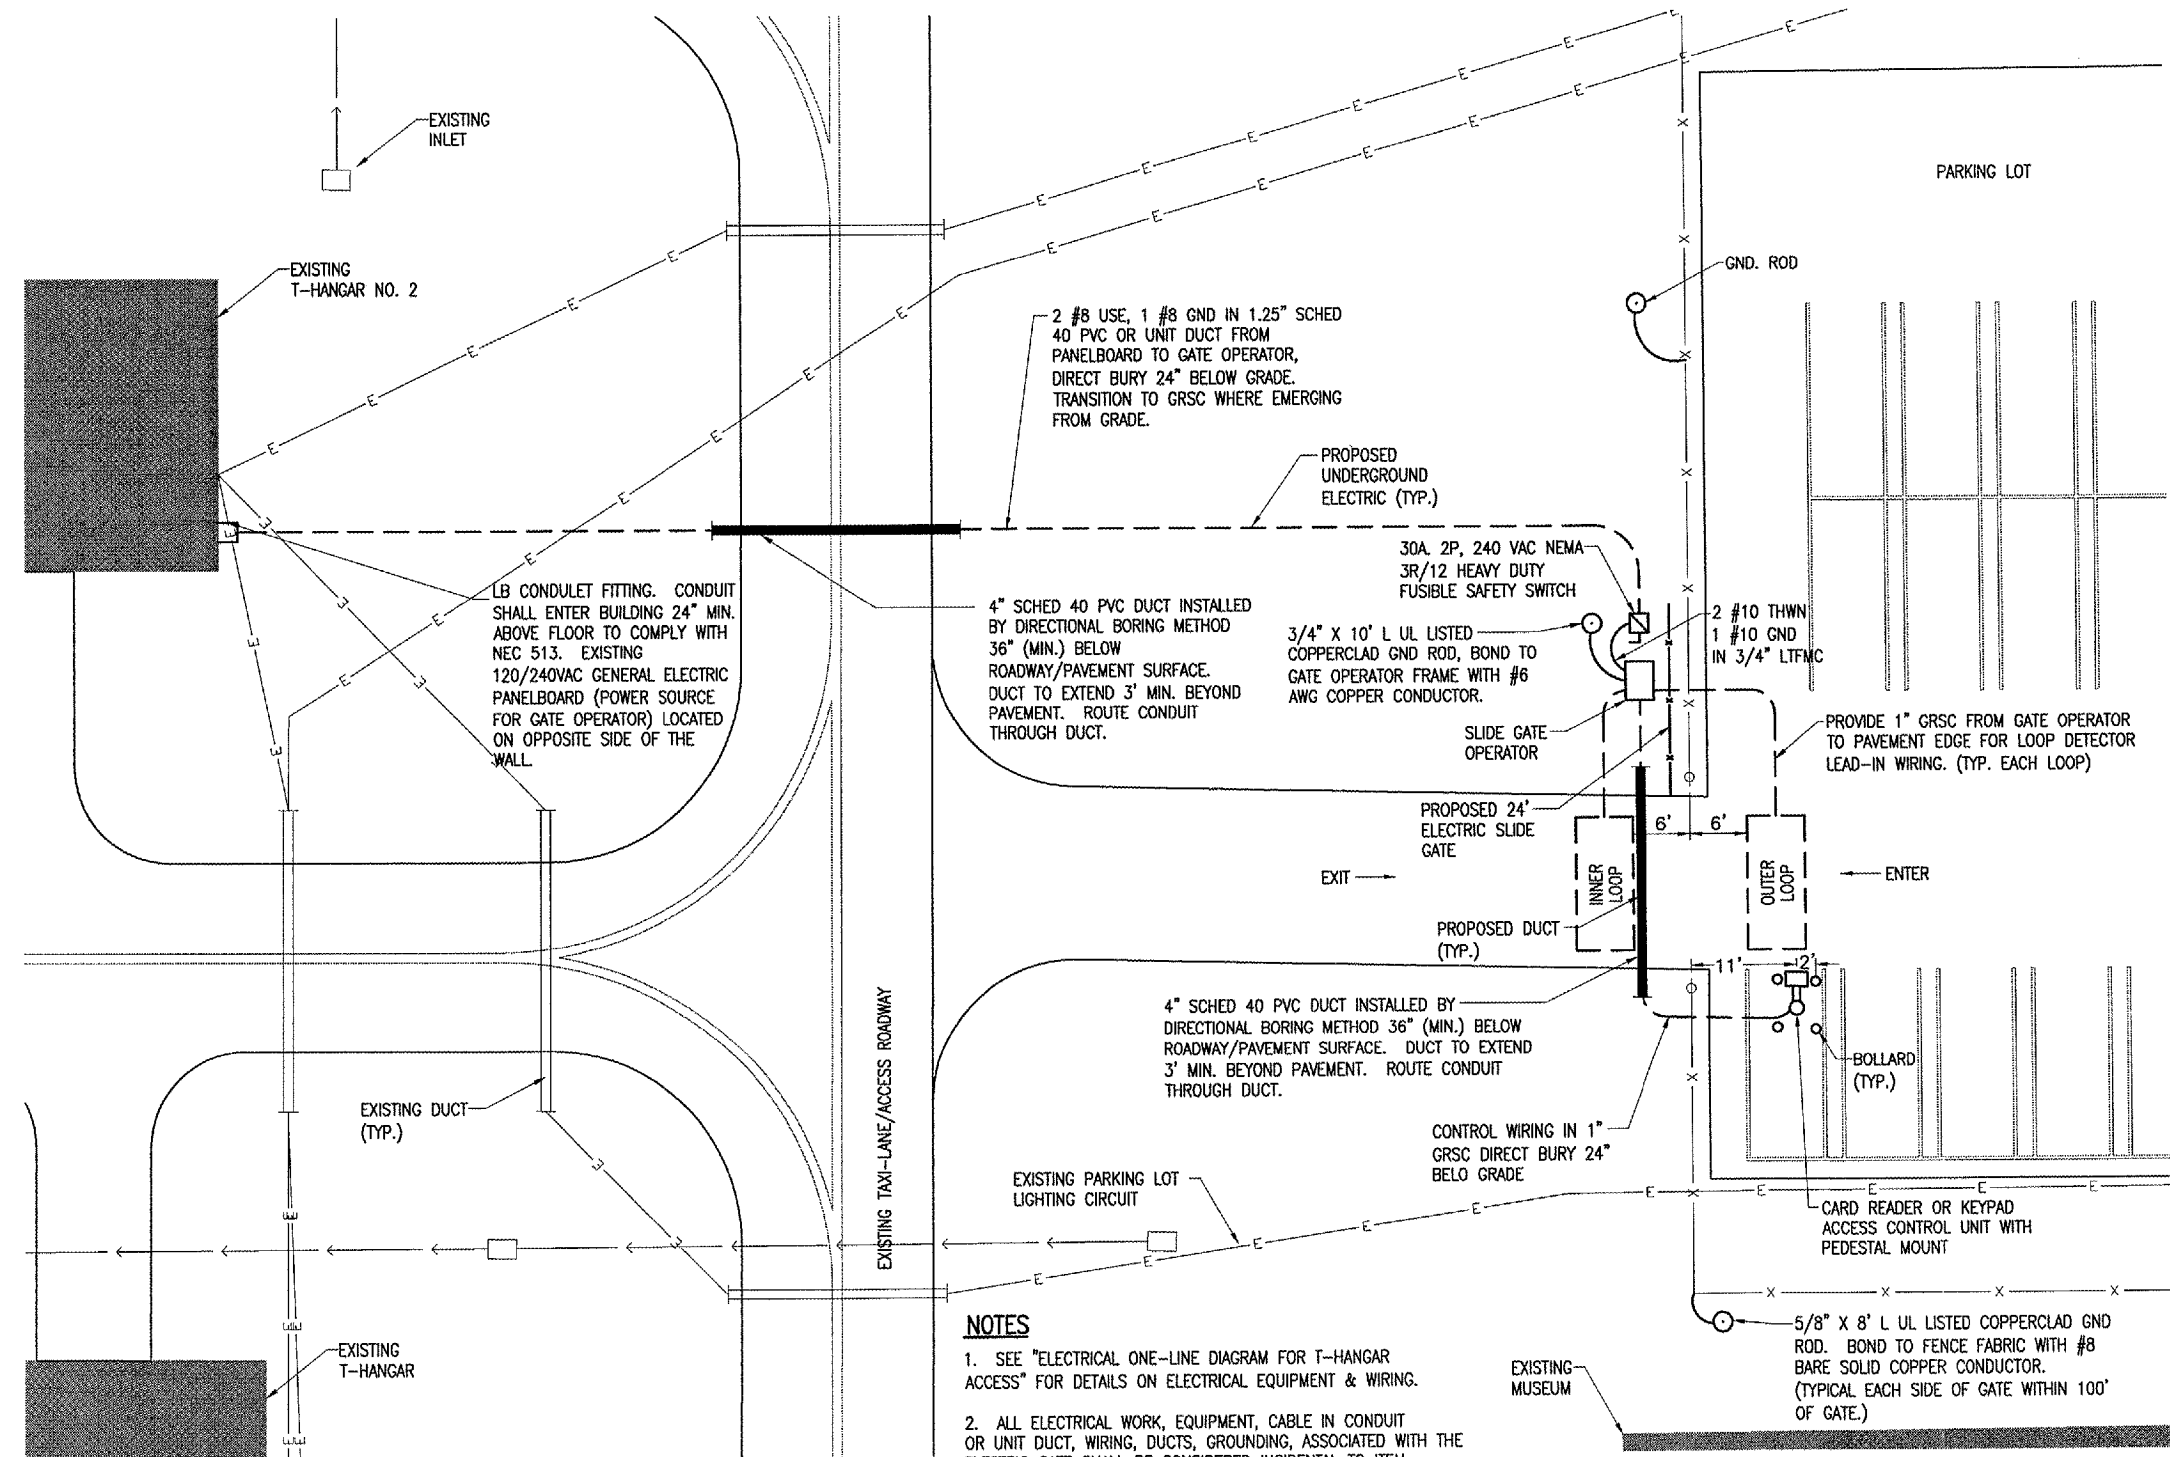 EXISTING
INLET
PARKING LOT
EXISTING
T-HANGAR NO. 2
GND. ROD
2 #8 USE, 1 #8 GND IN 1.25" SCHED
40 PVC OR UNIT DUCT FROM
PANELBOARD TO GATE OPERATOR,
DIRECT BURY 24" BELOW GRADE.
TRANSITION TO GRSC WHERE EMERGING
FROM GRADE.
PROPOSED
UNDERGROUND
ELECTRIC (TYP.)
30A. 2P, 240 VAC NEMA
3R/12 HEAVY DUTY
FUSIBLE SAFETY SWITCH
LB CONDULET FITTING. CONDUIT
SHALL ENTER BUILDING 24" MIN.
ABOVE FLOOR TO COMPLY WITH
NEC 513. EXISTING
120/240VAC GENERAL ELECTRIC
PANELBOARD (POWER SOURCE
FOR GATE OPERATOR) LOCATED
ON OPPOSITE SIDE OF THE
WALL
4" SCHED 40 PVC DUCT INSTALLED
BY DIRECTIONAL BORING METHOD
36" (MIN.) BELOW
ROADWAY/PAVEMENT SURFACE.
DUCT TO EXTEND 3' MIN. BEYOND
PAVEMENT. ROUTE CONDUIT
THROUGH DUCT.
3/4" X 10' L UL LISTED
COPPERCLAD GND ROD, BOND TO
GATE OPERATOR FRAME WITH #6
AWG COPPER CONDUCTOR.
2 #10 THWN
1 #10 GND
IN 3/4" LTFMC
SLIDE GATE
OPERATOR
PROVIDE 1" GRSC FROM GATE OPERATOR
TO PAVEMENT EDGE FOR LOOP DETECTOR
LEAD-IN WIRING. (TYP. EACH LOOP)
PROPOSED 24'
ELECTRIC SLIDE
GATE
6'
6'
EXIT
INNER
LOOP
OUTER
LOOP
ENTER
PROPOSED DUCT
(TYP.)
11'
2'
4" SCHED 40 PVC DUCT INSTALLED BY
DIRECTIONAL BORING METHOD 36" (MIN.) BELOW
ROADWAY/PAVEMENT SURFACE. DUCT TO EXTEND
3' MIN. BEYOND PAVEMENT. ROUTE CONDUIT
THROUGH DUCT.
BOLLARD
(TYP.)
EXISTING DUCT
(TYP.)
EXISTING TAXI-LANE/ACCESS ROADWAY
CONTROL WIRING IN 1"
GRSC DIRECT BURY 24"
BELO GRADE
EXISTING PARKING LOT
LIGHTING CIRCUIT
CARD READER OR KEYPAD
ACCESS CONTROL UNIT WITH
PEDESTAL MOUNT
5/8" X 8' L UL LISTED COPPERCLAD GND
ROD. BOND TO FENCE FABRIC WITH #8
BARE SOLID COPPER CONDUCTOR.
(TYPICAL EACH SIDE OF GATE WITHIN 100'
OF GATE.)
EXISTING
T-HANGAR
EXISTING
MUSEUM
NOTES
1. SEE "ELECTRICAL ONE-LINE DIAGRAM FOR T-HANGAR
ACCESS" FOR DETAILS ON ELECTRICAL EQUIPMENT & WIRING.
2. ALL ELECTRICAL WORK, EQUIPMENT, CABLE IN CONDUIT
OR UNIT DUCT, WIRING, DUCTS, GROUNDING, ASSOCIATED WITH THE